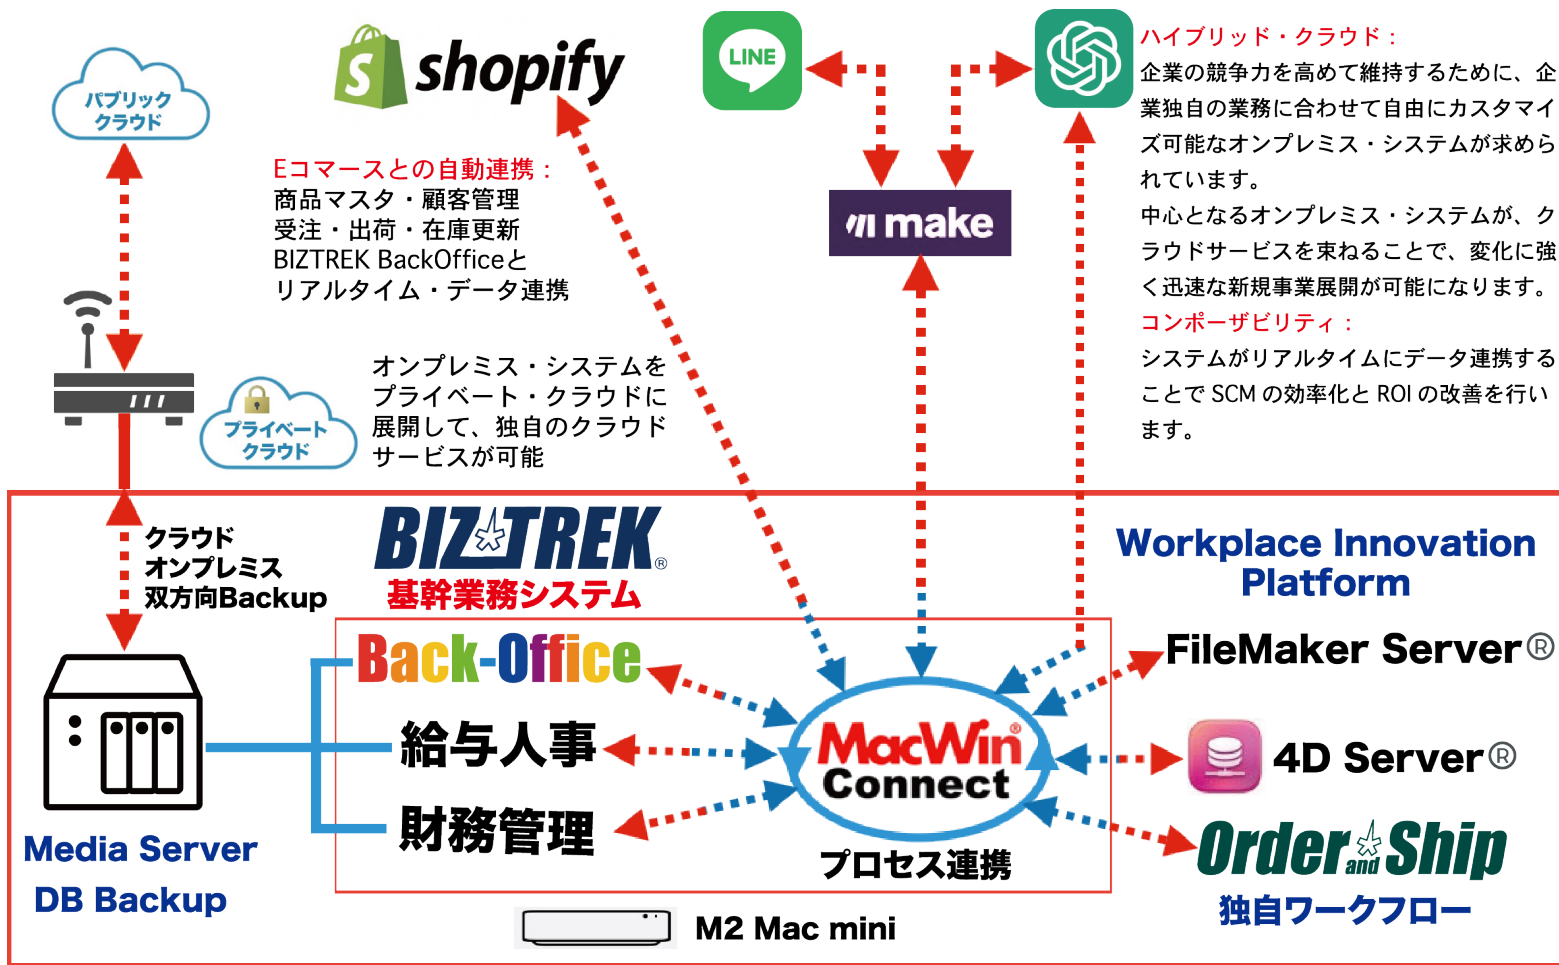 パブリック
クラウド
shopify
LINE
make
Eコマースとの自動連携：
商品マスタ・顧客管理
受注・出荷・在庫更新
BIZTREK BackOfficeと
リアルタイム・データ連携
ハイブリッド・クラウド：
企業の競争力を高めて維持するために、企
業独自の業務に合わせて自由にカスタマイ
ズ可能なオンプレミス・システムが求めら
れています。
中心となるオンプレミス・システムが、ク
ラウドサービスを束ねることで、変化に強
く迅速な新規事業展開が可能になります。
コンポーザビリティ：
システムがリアルタイムにデータ連携する
ことで SCM の効率化と ROI の改善を行い
ます。
プライベート
クラウド
オンプレミス・システムを
プライベート・クラウドに
展開して、独自のクラウド
サービスが可能
クラウド
オンプレミス
双方向Backup
BIZTREK®
基幹業務システム
Workplace Innovation
Platform
Back-Office
給与人事
財務管理
MacWin®
Connect
プロセス連携
FileMaker Server®
4D Server®
Order and Ship
独自ワークフロー
Media Server
DB Backup
M2 Mac mini